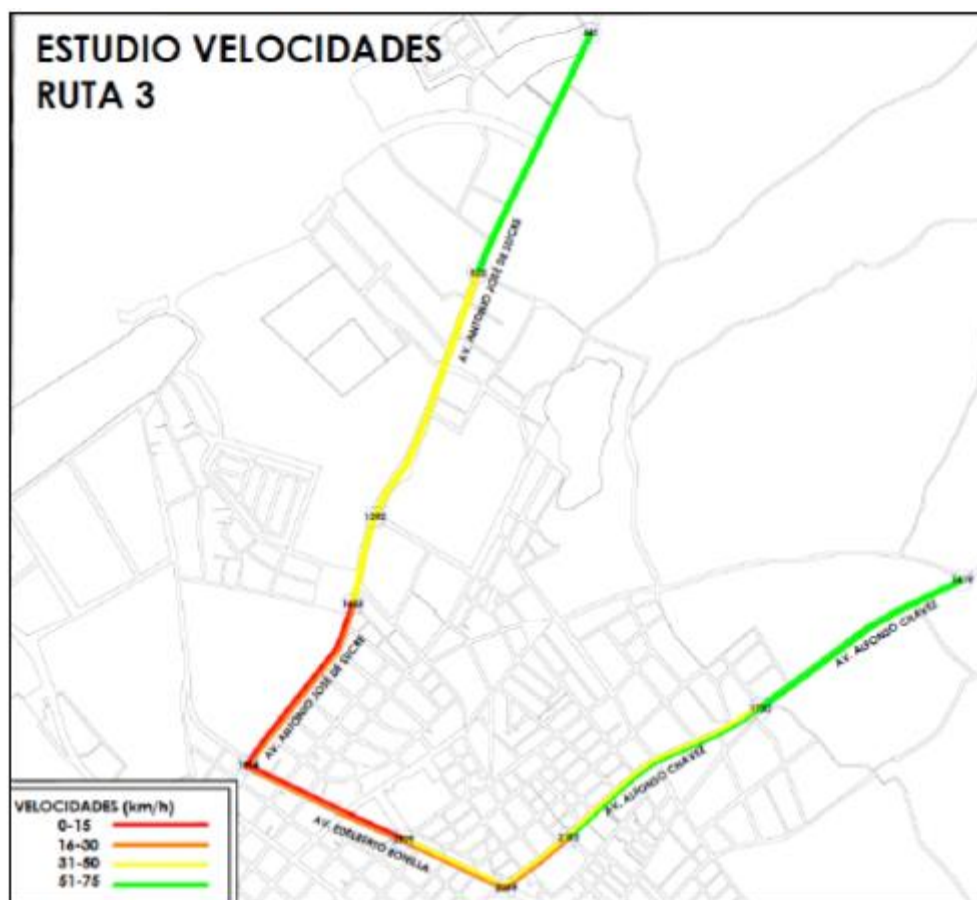 ESTUDIO VELOCIDADES
RUTA 3
AV. ANTONIO JOSE DE SUCRE
1290
AV. ALFONSO CHAVEZ
AV. ANTONIO JOSE DE SUCRE
AV. ALFONSO CHAVEZ
AV. EDELBERTO BONILLA
VELOCIDADES (km/h)
0-15
16-30
31-50
51-75